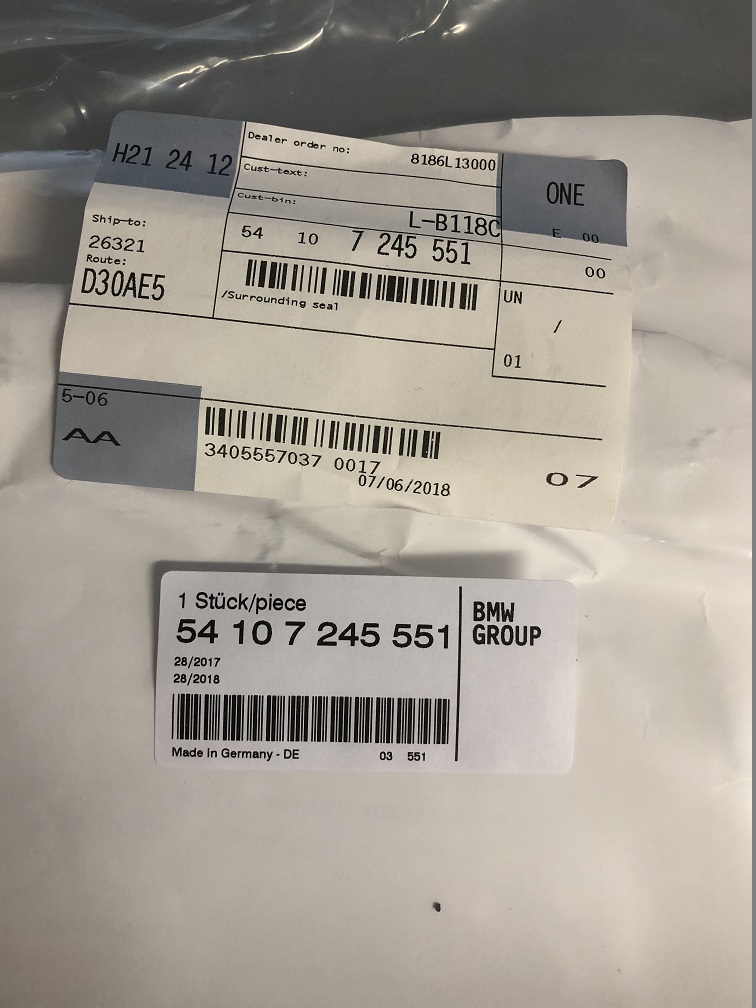 H21 24 12
Dealer order no:
8186L13000
ONE
Cust-text:
Cust-bin:
L-B118C
E 00
Ship-to:
26321
Route:
D30AE5
54 10 7 245 551
00
/Surrounding seal
UN
/
01
5-06
AA
3405557037 0017
07/06/2018
07
1 Stück/piece
54 10 7 245 551
28/2017
28/2018
Made in Germany - DE 03 551
BMW
GROUP